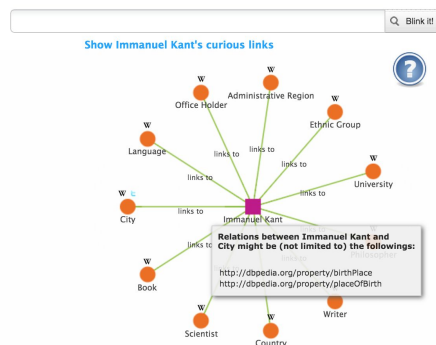 Blink it!
Show Immanuel Kant's curious links
?
W
Office Holder
W
Administrative Region
W
Ethnic Group
W
Language
W
University
links to
links to
links to
links to
links to
W
City
links to
Immanuel Kant
links to
Relations between Immanuel Kant and
City might be (not limited to) the followings:
http://dbpedia.org/property/birthPlace
http://dbpedia.org/property/placeOfBirth
Philosopher
W
Book
Writer
W
Scientist
Country